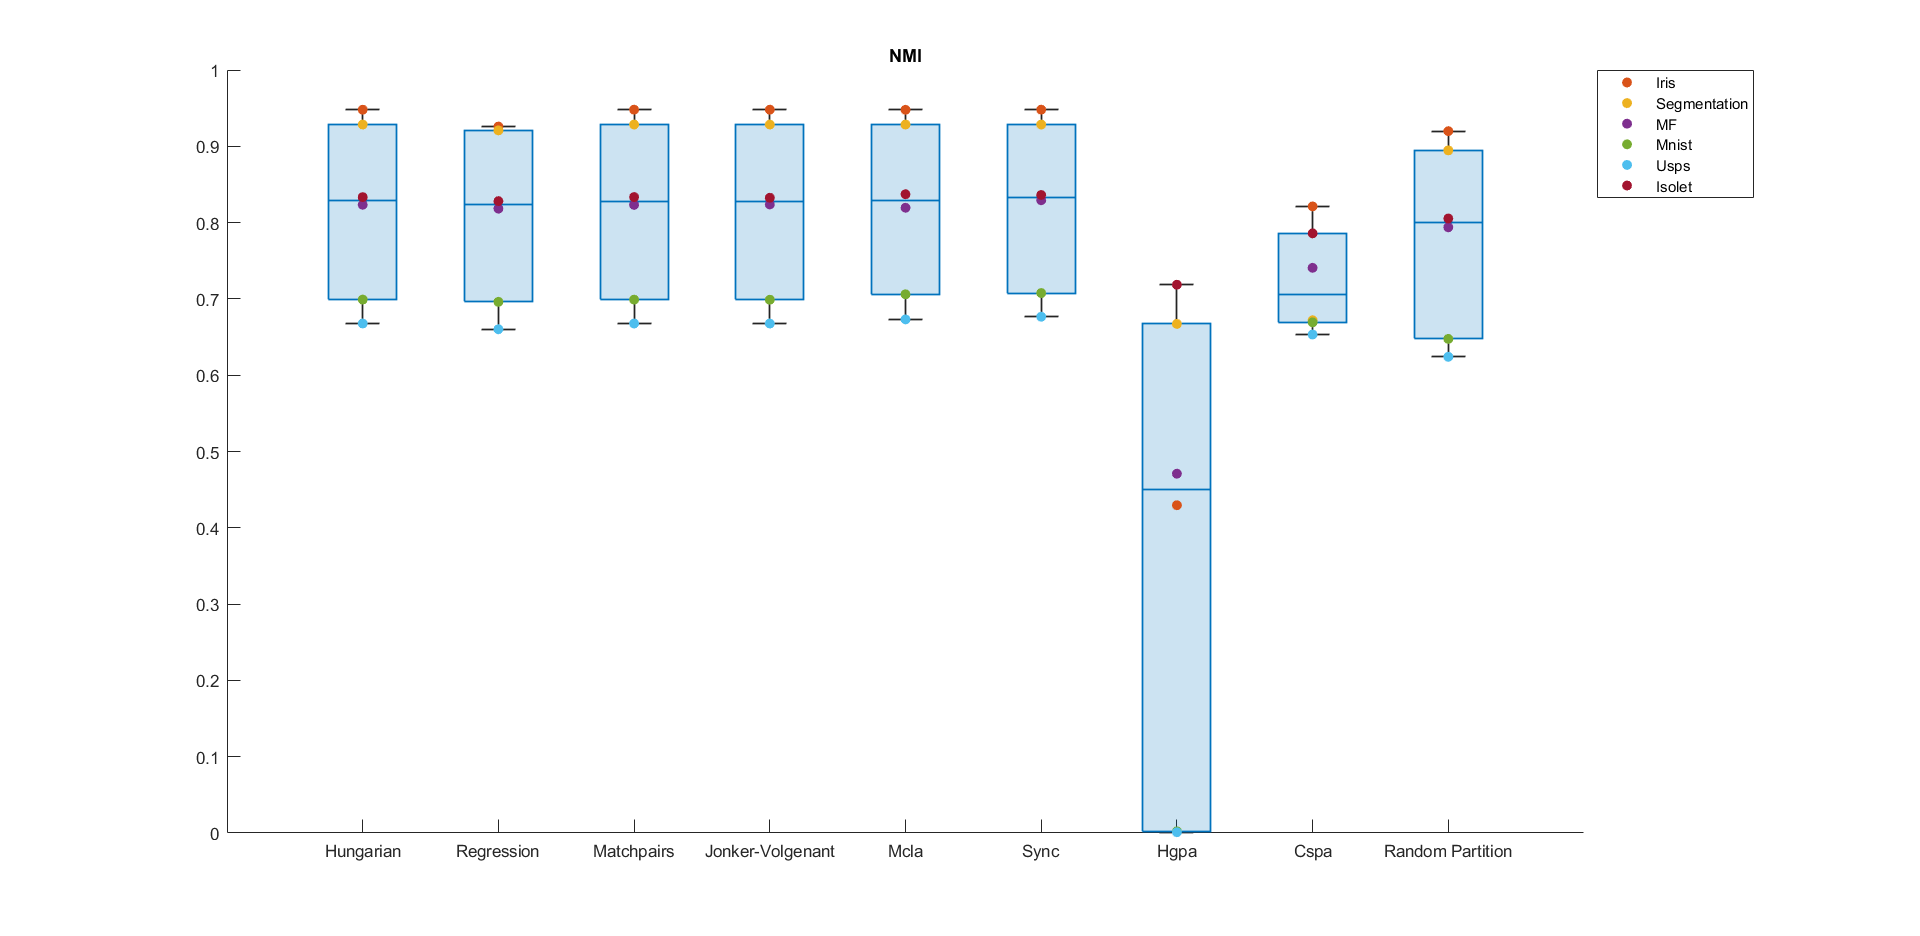 NMI
1
0.9
0.8
0.7
0.6
0.5
0.4
0.3
0.2
0.1
0
Hungarian Regression Matchpairs Jonker-Volgenant Mcla Sync Hgpa Cspa Random Partition
Iris
Segmentation
MF
Mnist
Usps
Isolet